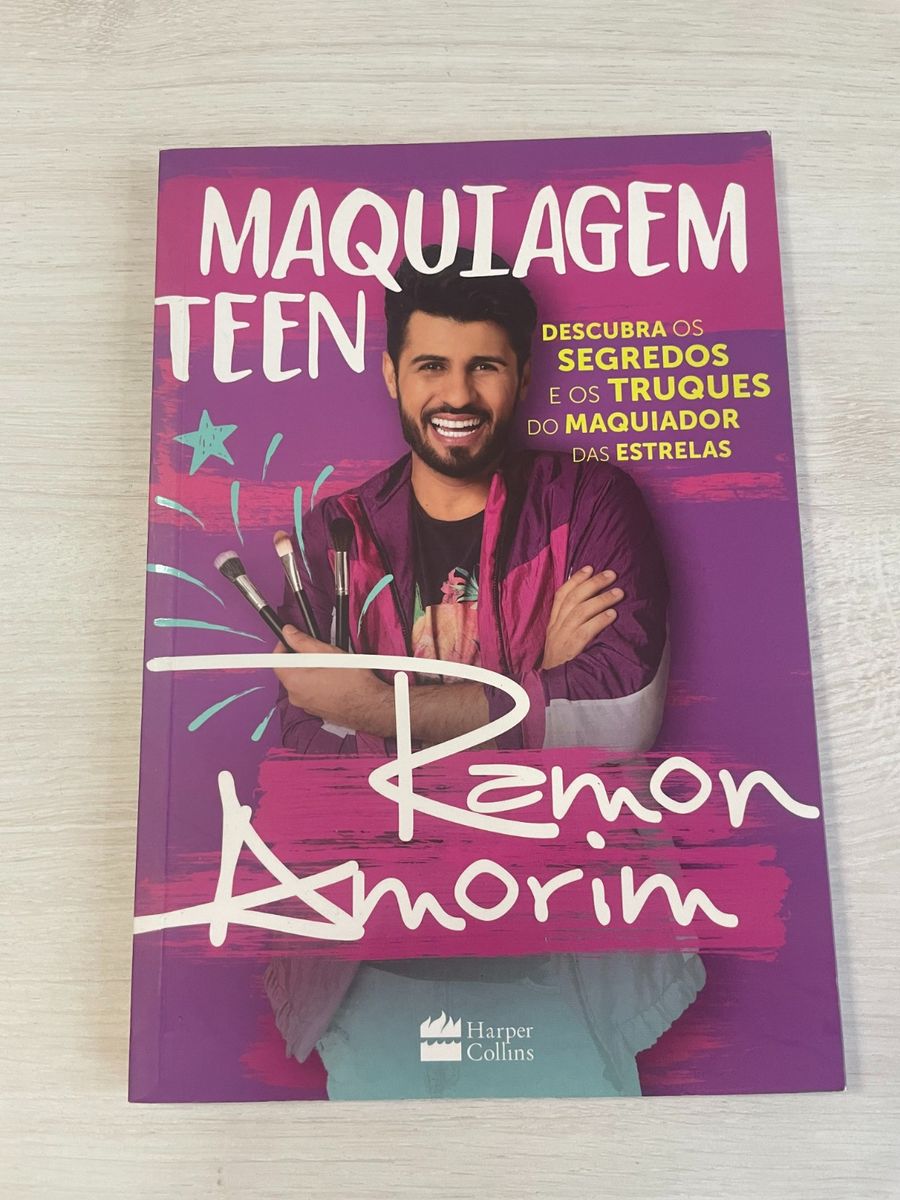 MAQUIAGEM
TEEN
DESCUBRA OS
SEGREDOS
E OS TRUQUES
DO MAQUIADOR
DAS ESTRELAS
Ramon
Amorim
Harper
Collins